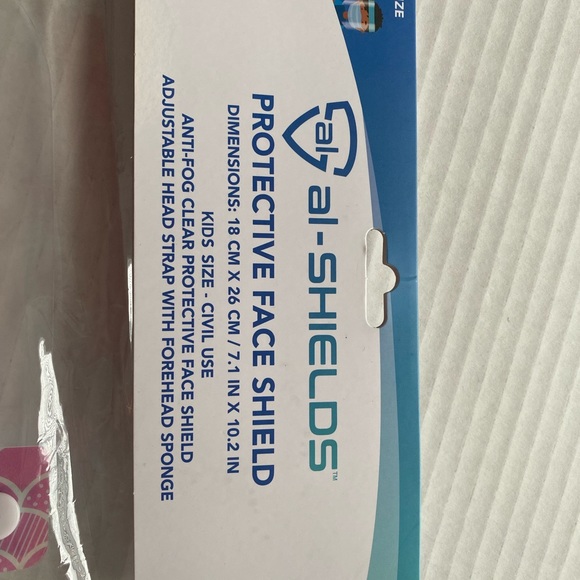 ZE
al
al-SHIELDS™
PROTECTIVE FACE SHIELD
DIMENSIONS: 18 CM X 26 CM / 7.1 IN X 10.2 IN
KIDS SIZE - CIVIL USE
ANTI-FOG CLEAR PROTECTIVE FACE SHIELD
ADJUSTABLE HEAD STRAP WITH FOREHEAD SPONGE